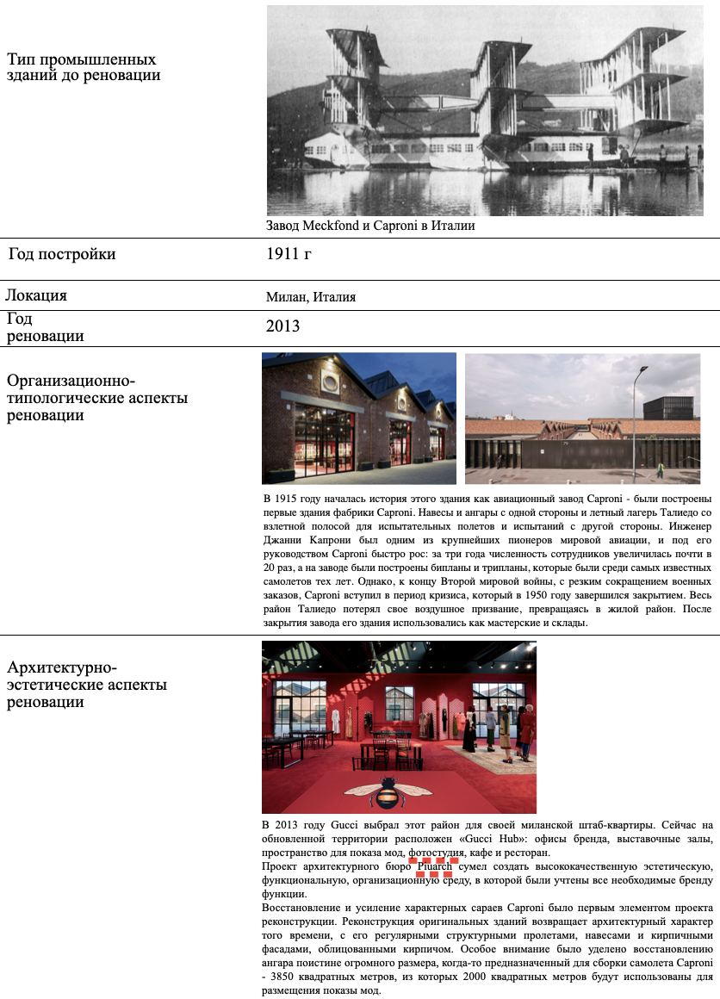 Тип промышленных
зданий до реновации
Завод Meckfond и Caproni в Италии
Год постройки
1911 г
Локация
Милан, Италия
Год
реновации
2013
Организационно-
типологические аспекты
реновации
79
В 1915 году началась история этого здания как авиационный завод Caproni - были построены
первые здания фабрики Caproni. Навесы и ангары с одной стороны и летный лагерь Талиедо со
взлетной полосой для испытательных полетов и испытаний с другой стороны. Инженер
Джанни Капрони был одним из крупнейших пионеров мировой авиации, и под его
руководством Caproni быстро рос: за три года численность сотрудников увеличилась почти в
20 раз, а на заводе были построены бипланы и трипланы, которые были среди самых известных
самолетов тех лет. Однако, к концу Второй мировой войны, с резким сокращением военных
заказов, Caproni вступил в период кризиса, который в 1950 году завершился закрытием. Весь
район Талиедо потерял свое воздушное призвание, превращаясь в жилой район. После
закрытия завода его здания использовались как мастерские и склады.
Архитектурно-
эстетические аспекты
реновации
В 2013 году Gucci выбрал этот район для своей миланской штаб-квартиры. Сейчас на
обновленной территории расположен «Gucci Hub»: офисы бренда, выставочные залы,
пространство для показа мод, фотостудия, кафе и ресторан.
Проект архитектурного бюро Piuarch сумел создать высококачественную эстетическую,
функциональную, организационную среду, в которой были учтены все необходимые бренду
функции.
Восстановление и усиление характерных сараев Caproni было первым элементом проекта
реконструкции. Реконструкция оригинальных зданий возвращает архитектурный характер
того времени, с его регулярными структурными пролетами, навесами и кирпичными
фасадами, облицованными кирпичом. Особое внимание было уделено восстановлению
ангара поистине огромного размера, когда-то предназначенный для сборки самолета Caproni
- 3850 квадратных метров, из которых 2000 квадратных метров будут использованы для
размещения показы мод.